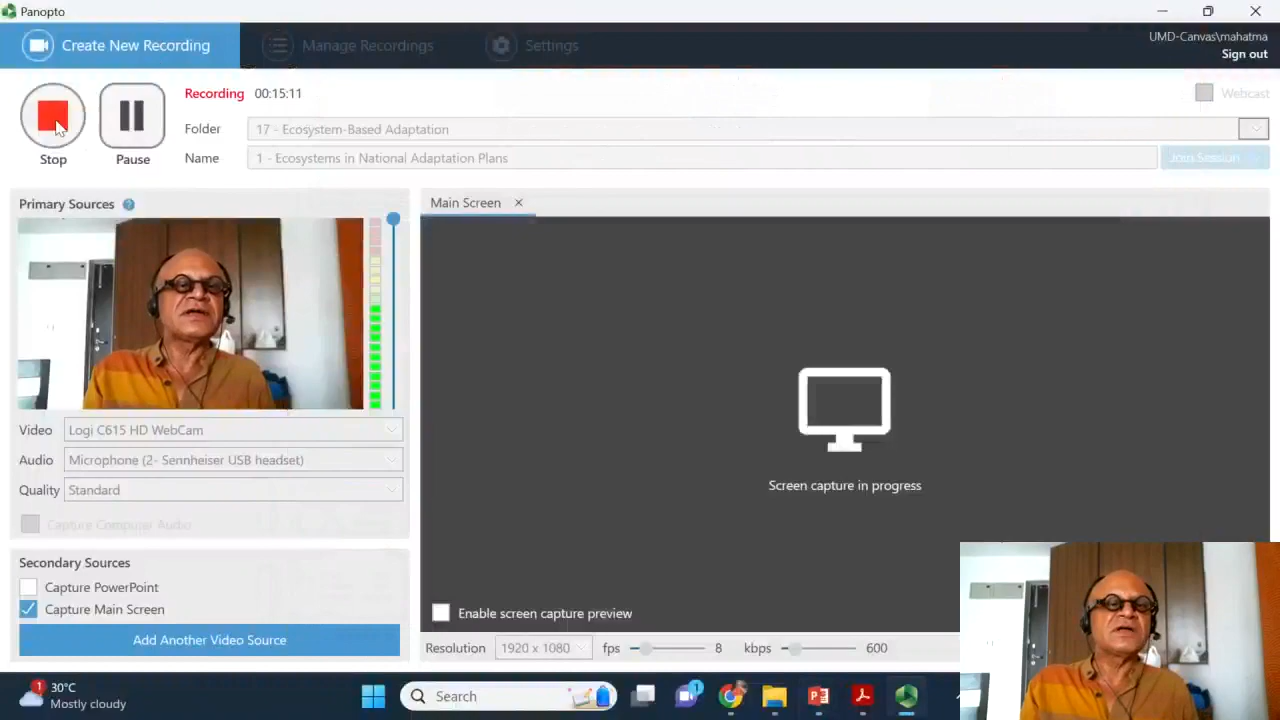 Panopto
Create New Recording
Manage Recordings
Settings
UMD-Canvas\mahatma
Sign out
Recording 00:15:11
Webcast
Folder 17 - Ecosystem-Based Adaptation
Name 1 - Ecosystems in National Adaptation Plans
Join Session
Stop
Pause
Primary Sources ?
Main Screen ×
Video Logi C615 HD WebCam
Audio Microphone (2- Sennheiser USB headset)
Quality Standard
Capture Computer Audio
Screen capture in progress
Secondary Sources
Capture PowerPoint
Capture Main Screen
Add Another Video Source
Enable screen capture preview
Resolution 1920 x 1080 fps 8 kbps 600
1
30°C
Mostly cloudy
Search
1